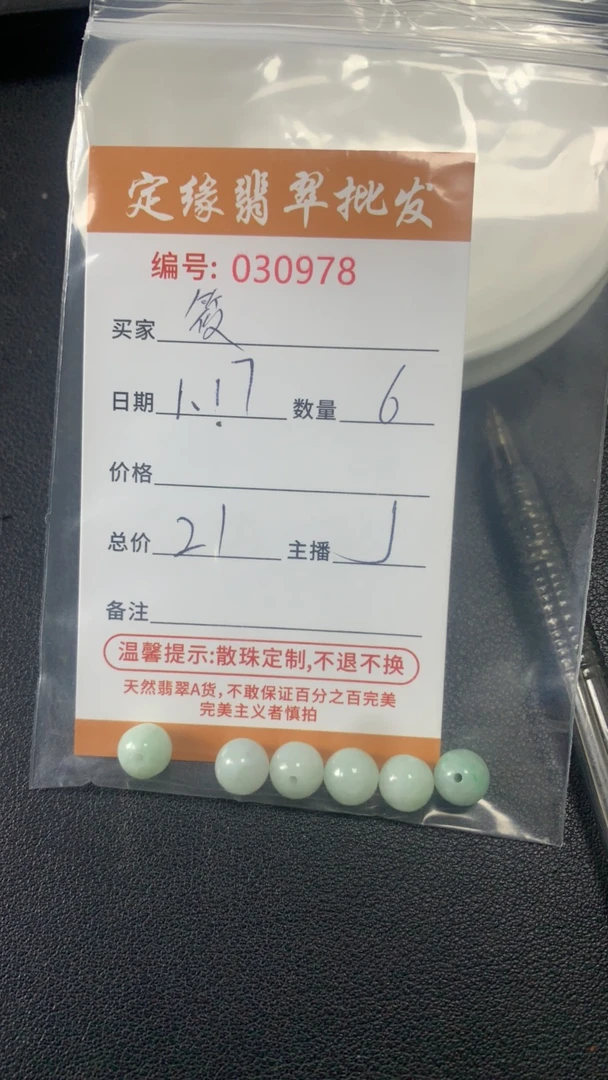 定缘翡翠批发
编号: 030978
买家 筱
日期 1.17 数量 6
价格
总价 21 主播 J
备注
温馨提示:散珠定制,不退不换
天然翡翠A货,不敢保证百分之百完美
完美主义者慎拍